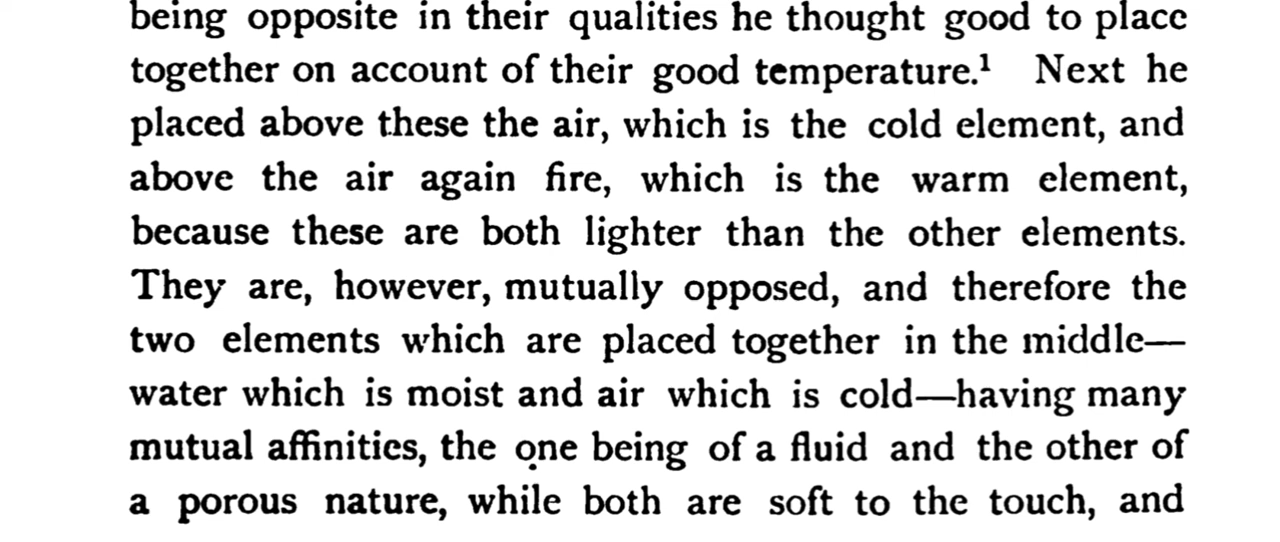 being opposite in their qualities he thought good to place
together on account of their good temperature.¹ Next he
placed above these the air, which is the cold element, and
above the air again fire, which is the warm element,
because these are both lighter than the other elements.
They are, however, mutually opposed, and therefore the
two elements which are placed together in the middle—
water which is moist and air which is cold—having many
mutual affinities, the one being of a fluid and the other of
a porous nature, while both are soft to the touch, and